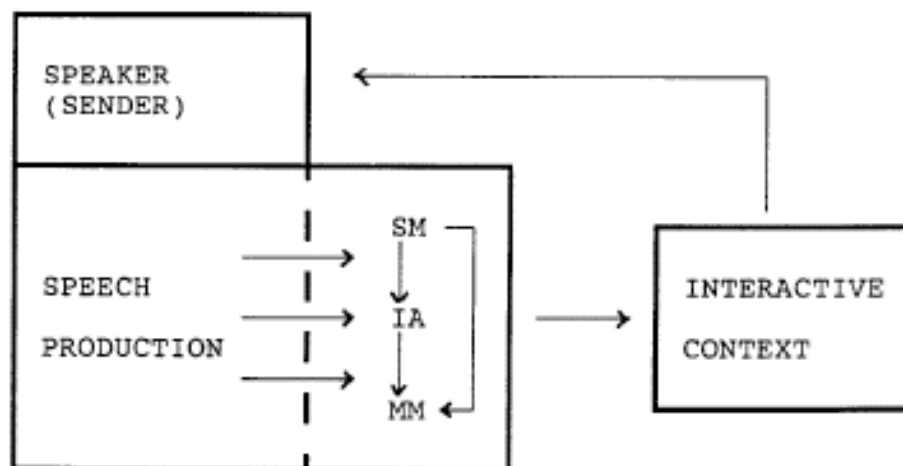 SPEAKER
(SENDER)
SM
SPEECH
IA
PRODUCTION
MM
INTERACTIVE
CONTEXT